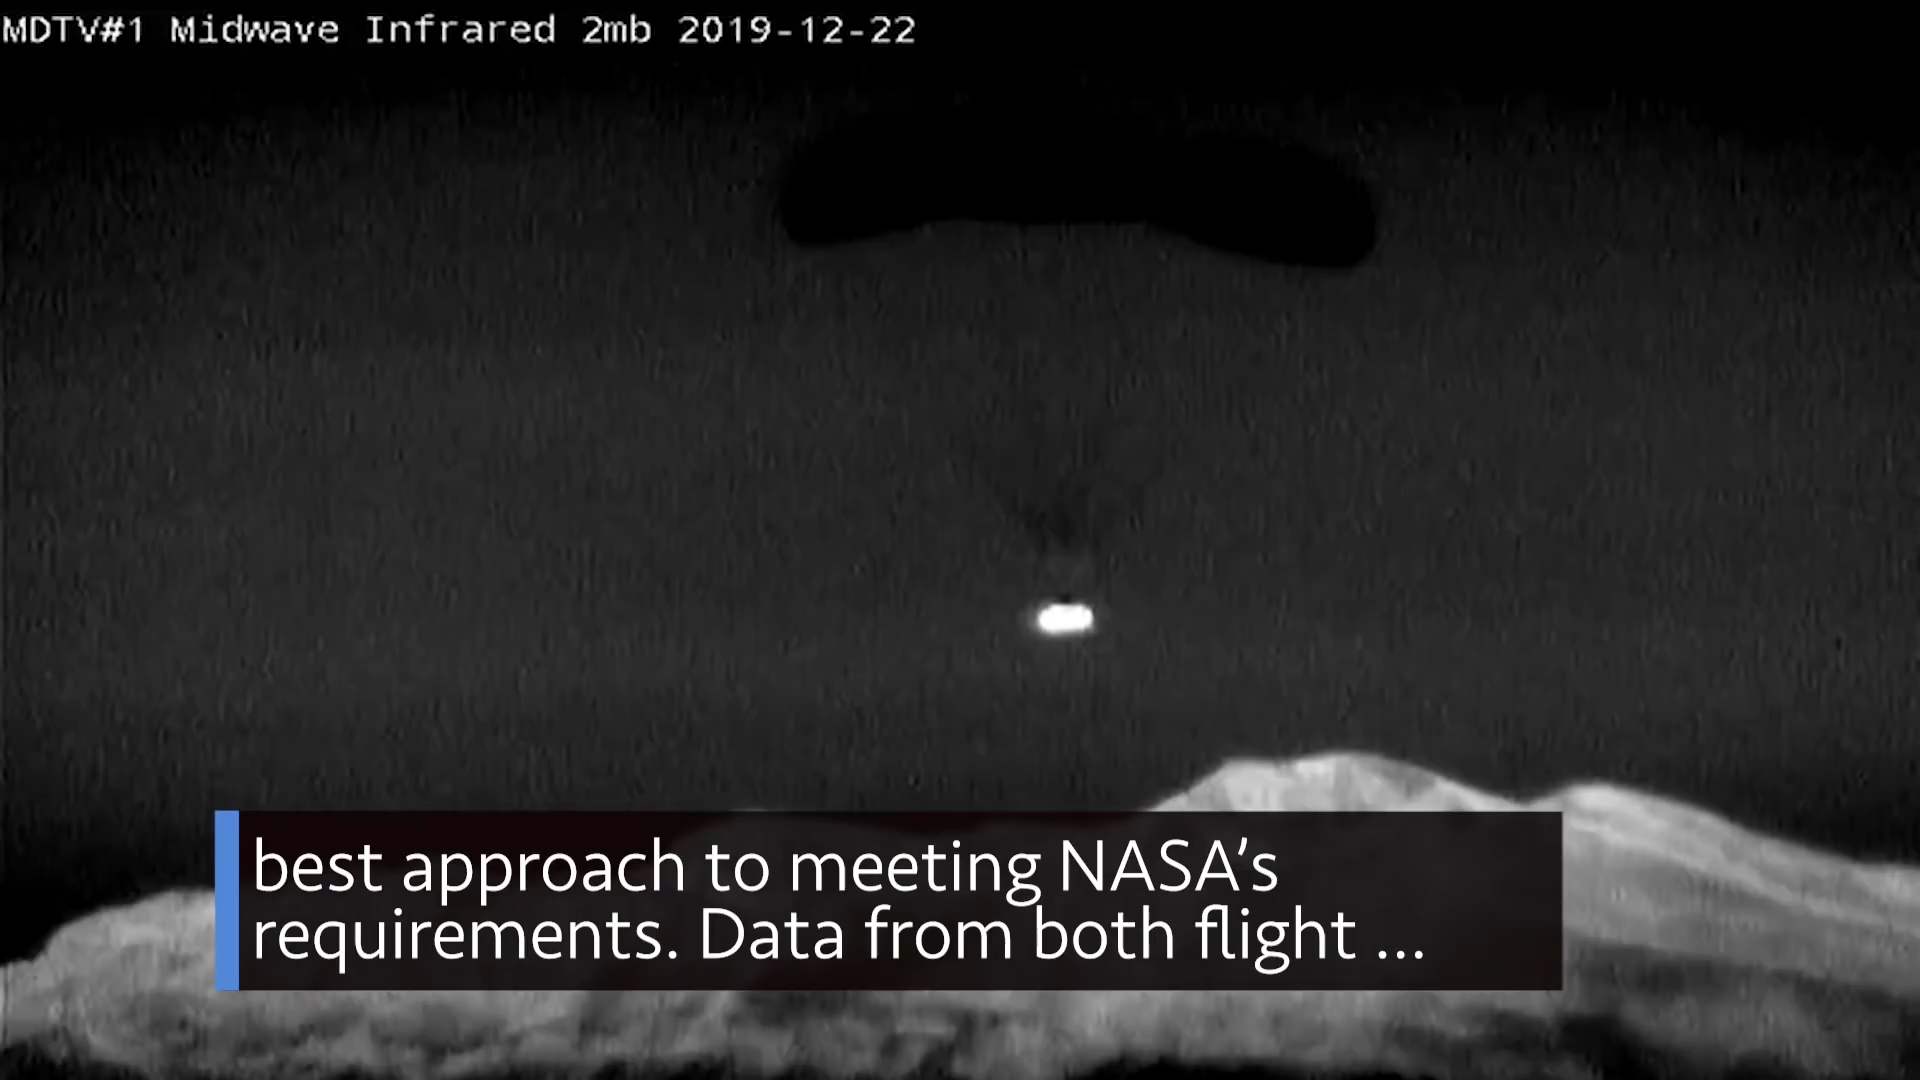 MDTV#1 Midwave Infrared 2mb 2019-12-22
best approach to meeting NASA’s
requirements. Data from both flight ...